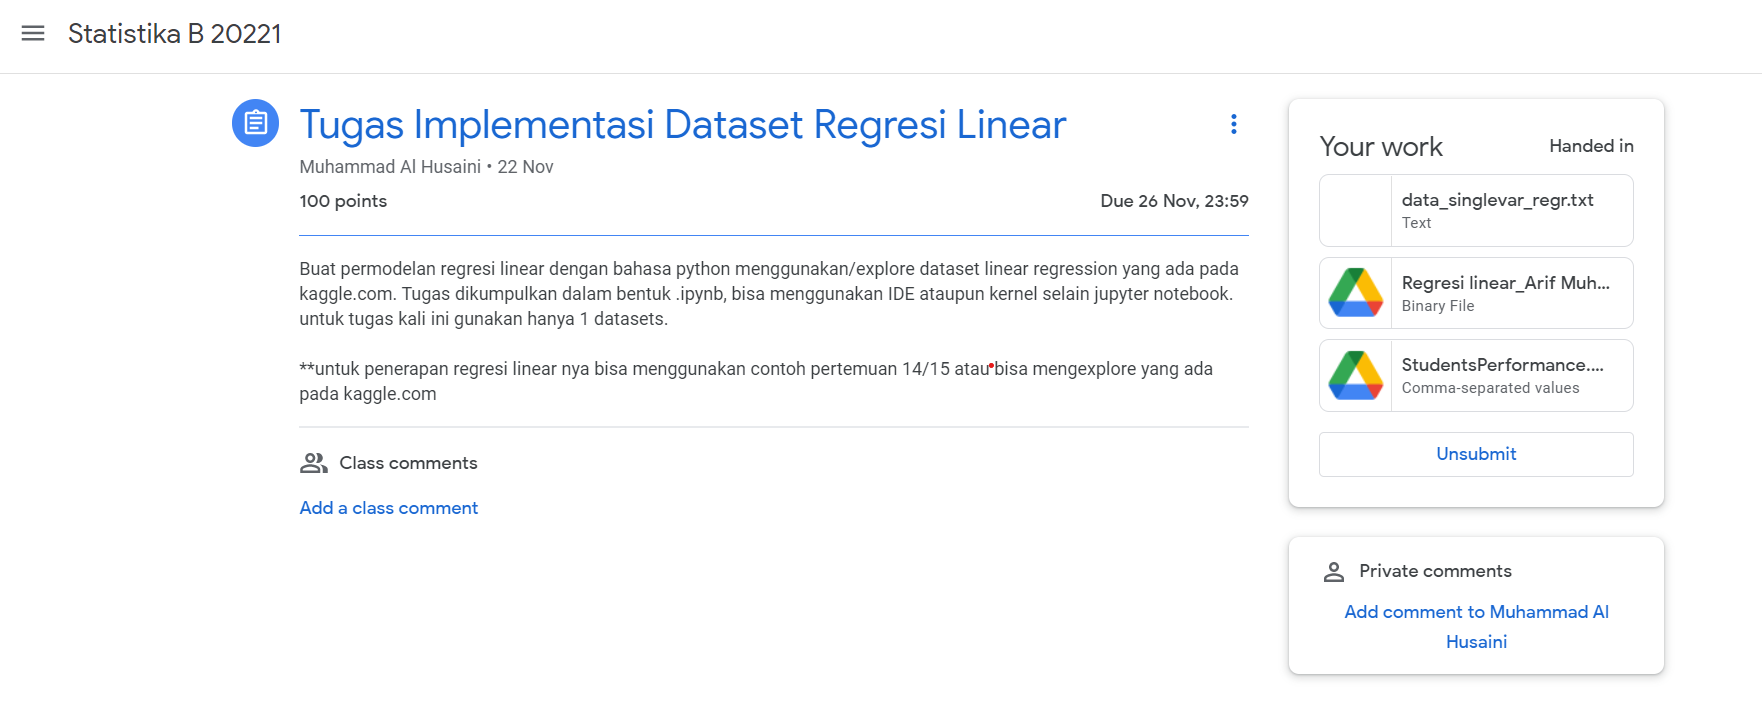 Statistika B 20221
Tugas Implementasi Dataset Regresi Linear
Muhammad Al Husaini • 22 Nov
100 points
Due 26 Nov, 23:59
Buat permodelan regresi linear dengan bahasa python menggunakan/explore dataset linear regression yang ada pada
kaggle.com. Tugas dikumpulkan dalam bentuk .ipynb, bisa menggunakan IDE ataupun kernel selain jupyter notebook.
untuk tugas kali ini gunakan hanya 1 datasets.
**untuk penerapan regresi linear nya bisa menggunakan contoh pertemuan 14/15 atau bisa mengexplore yang ada
pada kaggle.com
Class comments
Add a class comment
Your work
Handed in
data_singlevar_regr.txt
Text
Regresi linear_Arif Muh...
Binary File
StudentsPerformance....
Comma-separated values
Unsubmit
Private comments
Add comment to Muhammad Al
Husaini